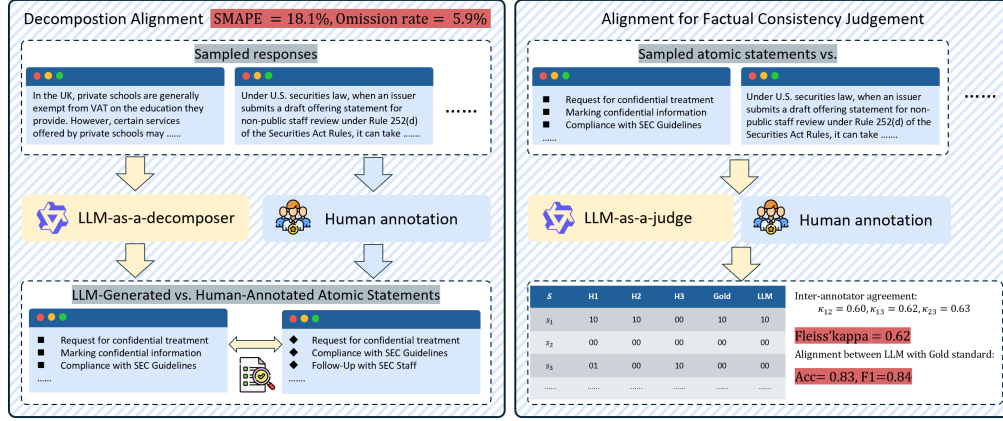 Decompostion Alignment SMAPE = 18.1%, Omission rate = 5.9%
Sampled responses
In the UK, private schools are generally
exempt from VAT on the education they
provide. However, certain services
offered by private schools may ......
Under U.S. securities law, when an issuer
submits a draft offering statement for
non-public staff review under Rule 252(d)
of the Securities Act Rules, it can take .......
......
LLM-as-a-decomposer
Human annotation
LLM-Generated vs. Human-Annotated Atomic Statements
■ Request for confidential treatment
■ Marking confidential information
■ Compliance with SEC Guidelines
......
◆ Request for confidential treatment
◆ Compliance with SEC Guidelines
◆ Follow-Up with SEC Staff
......
Alignment for Factual Consistency Judgement
Sampled atomic statements vs.
■ Request for confidential treatment
■ Marking confidential information
■ Compliance with SEC Guidelines
......
Under U.S. securities law, when an issuer
submits a draft offering statement for
non-public staff review under Rule 252(d)
of the Securities Act Rules, it can take .......
......
LLM-as-a-judge
Human annotation
S H1 H2 H3 Gold LLM
s₁ 10 10 00 10 10
s₂ 00 00 00 00 00
s₃ 01 00 10 00 00
...... ...... ...... ...... ...... ......
Inter-annotator agreement:
κ₁₂ = 0.60, κ₁₃ = 0.62, κ₂₃ = 0.63
Fleiss'kappa = 0.62
Alignment between LLM with Gold standard:
Acc= 0.83, F1=0.84